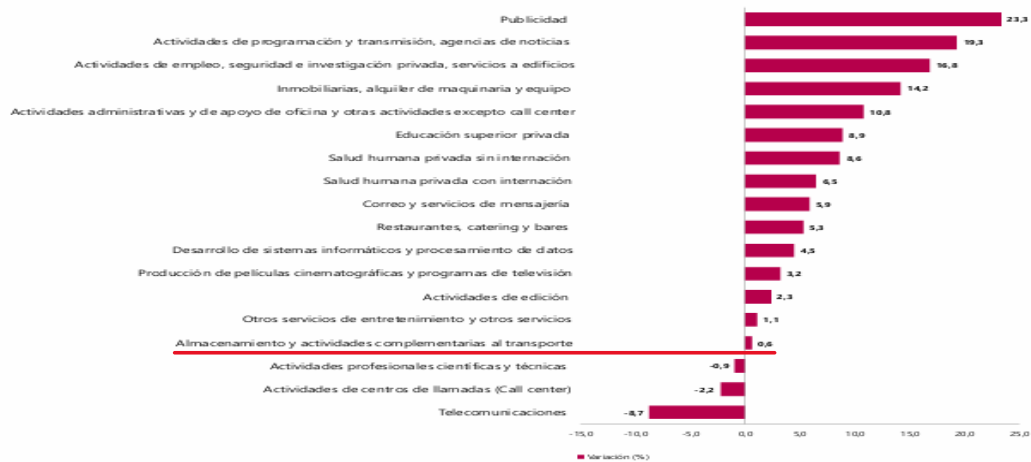 Publicidad 23,3
Actividades de programación y transmisión, agencias de noticias 19,3
Actividades de empleo, seguridad e investigación privada, servicios a edificios 16,8
Inmobiliarias, alquiler de maquinaria y equipo 14,2
Actividades administrativas y de apoyo de oficina y otras actividades excepto call center 10,8
Educación superior privada 8,9
Salud humana privada sin internación 8,6
Salud humana privada con internación 6,5
Correo y servicios de mensajería 5,9
Restaurantes, catering y bares 5,3
Desarrollo de sistemas informáticos y procesamiento de datos 4,5
Producción de películas cinematográficas y programas de televisión 3,2
Actividades de edición 2,3
Otros servicios de entretenimiento y otros servicios 1,1
Almacenamiento y actividades complementarias al transporte 0,6
Actividades profesionales científicas y técnicas -0,9
Actividades de centros de llamadas (Call center) -2,2
Telecomunicaciones -8,7
-15,0 -10,0 -5,0 0,0 5,0 10,0 15,0 20,0 25,0
Variación (%)